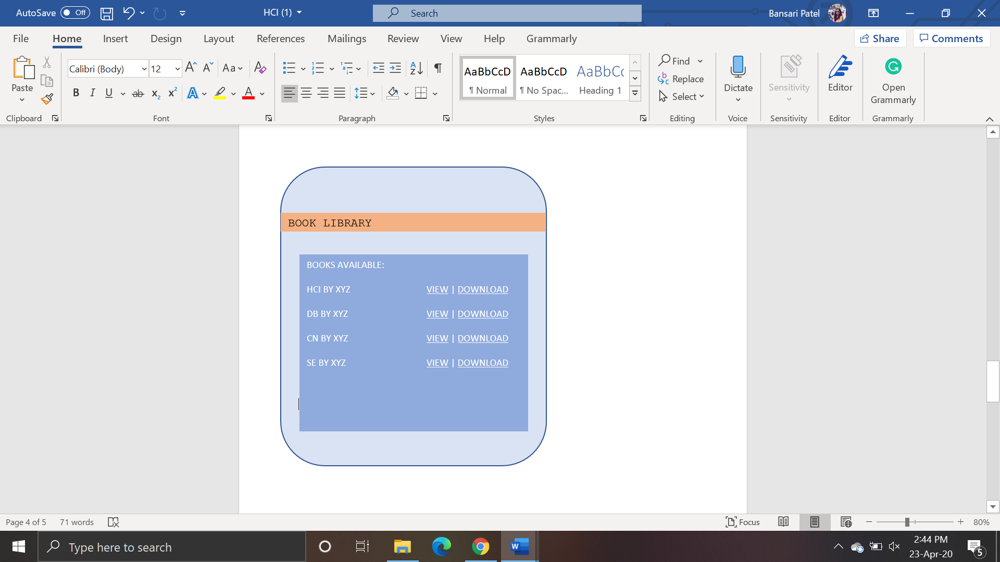 AutoSave Off HCI (1) Search Bansari Patel
File Home Insert Design Layout References Mailings Review View Help Grammarly Share Comments
Paste
Clipboard
Calibri (Body) 12 Aa
B I U ab x2 x2 A A
Font
Paragraph
AaBbCcD AaBbCcD AaBbCc
¶ Normal ¶ No Spac... Heading 1
Styles
Find
Replace
Select
Editing
Dictate
Voice
Sensitivity
Sensitivity
Editor
Editor
Open
Grammarly
Grammarly
BOOK LIBRARY
BOOKS AVAILABLE:
HCI BY XYZ VIEW | DOWNLOAD
DB BY XYZ VIEW | DOWNLOAD
CN BY XYZ VIEW | DOWNLOAD
SE BY XYZ VIEW | DOWNLOAD
Page 4 of 5 71 words Focus 80%
Type here to search
2:44 PM
23-Apr-20
5